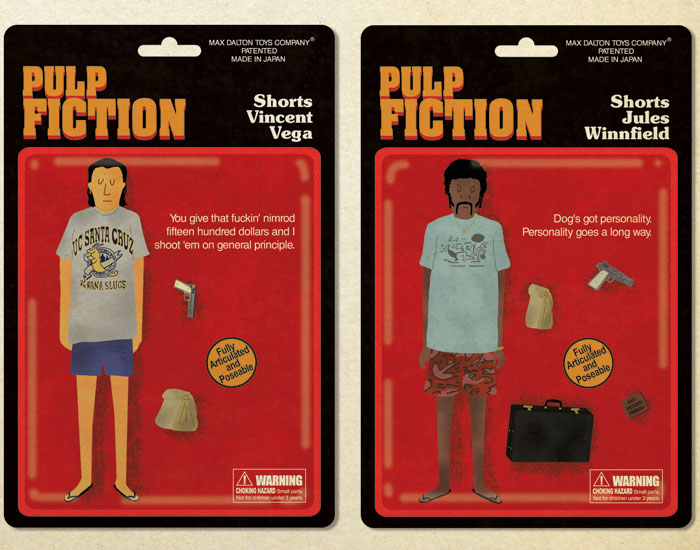 MAX DALTON TOYS COMPANY®
PATENTED
MADE IN JAPAN
PULP
FICTION
Shorts
Vincent
Vega
You give that fuckin' nimrod
fifteen hundred dollars and I
shoot 'em on general principle.
UC SANTA CRUZ
BANANA SLUGS
Fully
Articulated
and
Poseable
WARNING
CHOKING HAZARD Small parts.
Not for children under 3 years.
MAX DALTON TOYS COMPANY®
PATENTED
MADE IN JAPAN
PULP
FICTION
Shorts
Jules
Winnfield
Dog's got personality.
Personality goes a long way.
Fully
Articulated
and
Poseable
BAD
MOTHER
FUCKER
WARNING
CHOKING HAZARD Small parts.
Not for children under 3 years.